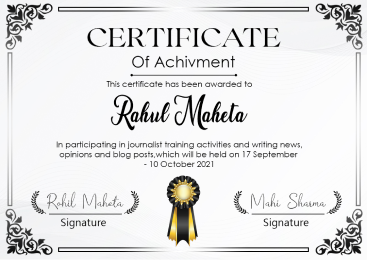 CERTIFICATE
Of Achivment
This certificate has been awarded to
Rahul Maheta
In participating in journalist training activities and writing news,
opinions and blog posts,which will be held on 17 September
- 10 October 2021
Rohil Maheta
Signature
Mahi Sharma
Signature